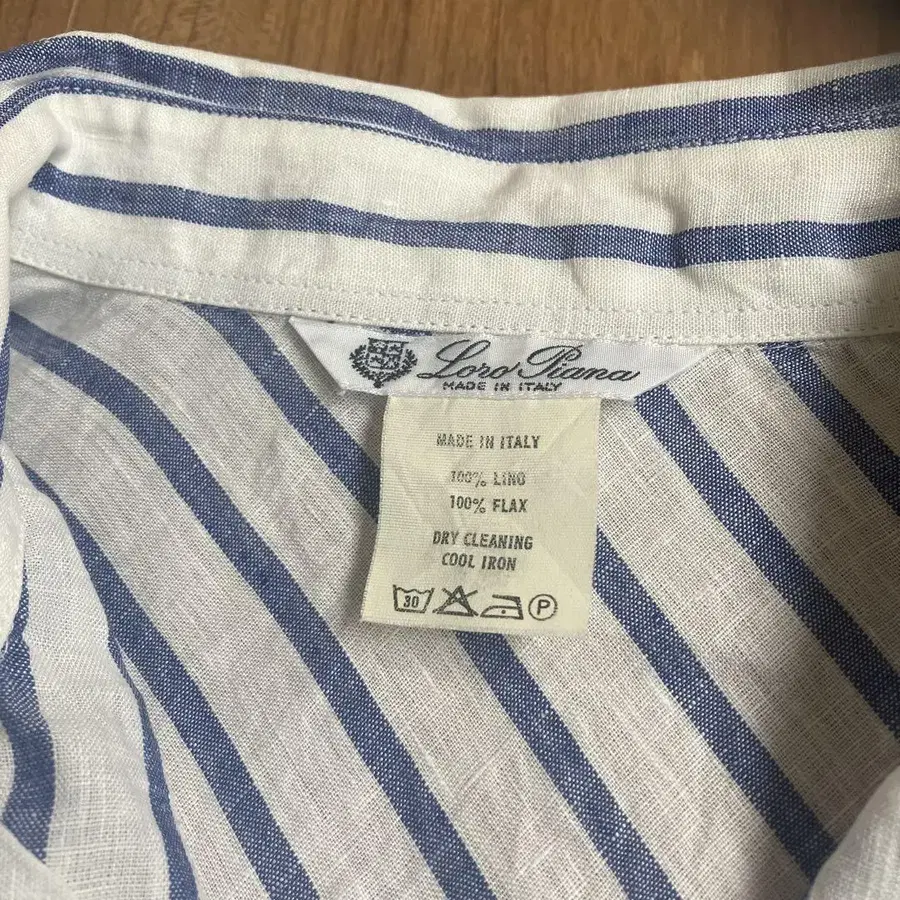 Loro Piana
MADE IN ITALY
MADE IN ITALY
100% LINO
100% FLAX
DRY CLEANING
COOL IRON
30 P